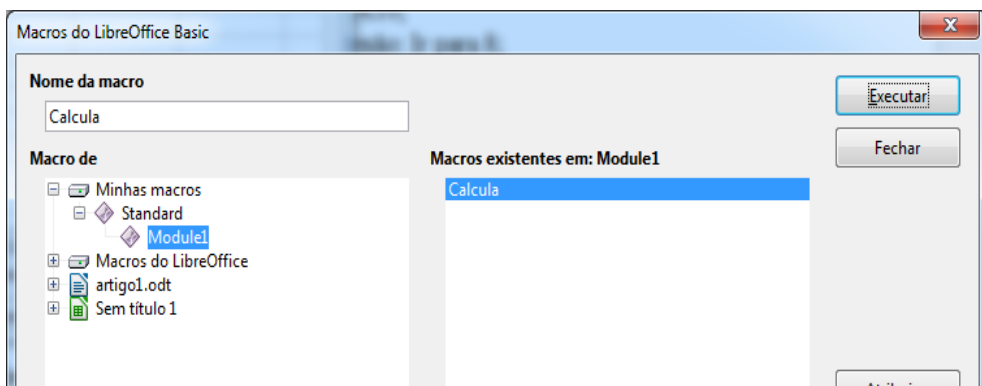 Macros do LibreOffice Basic
Nome da macro
Calcula
Executar
Fechar
Macro de
Macros existentes em: Module1
Minhas macros
Standard
Module1
Macros do LibreOffice
artigo1.odt
Sem título 1
Calcula